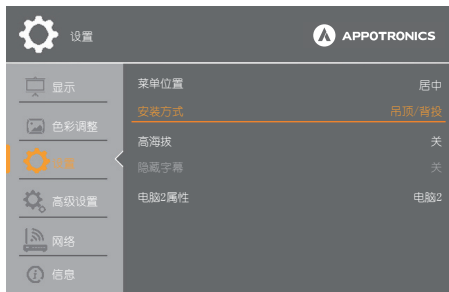 设置
APPOTRONICS
显示
色彩调整
设置
高级设置
网络
信息
菜单位置 居中
安装方式 吊顶/背投
高海拔 关
隐藏字幕 关
电脑2属性 电脑2